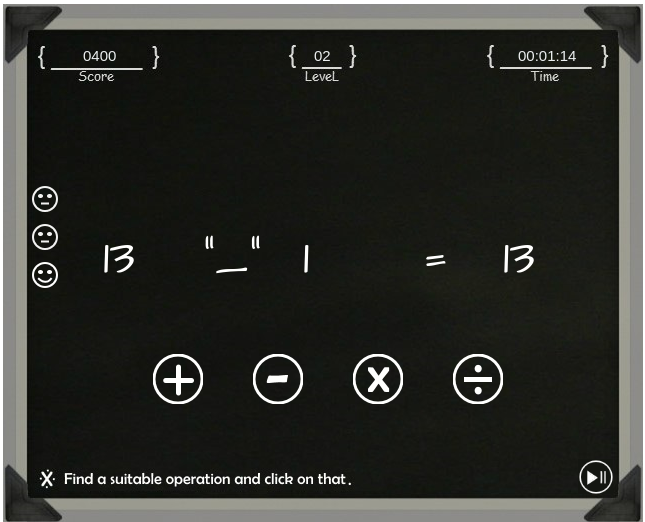 { 0400 } { 02 } { 00:01:14 }
Score LeveL Time
13 "_" 1 = 13
+ - x ÷
Find a suitable operation and click on that.